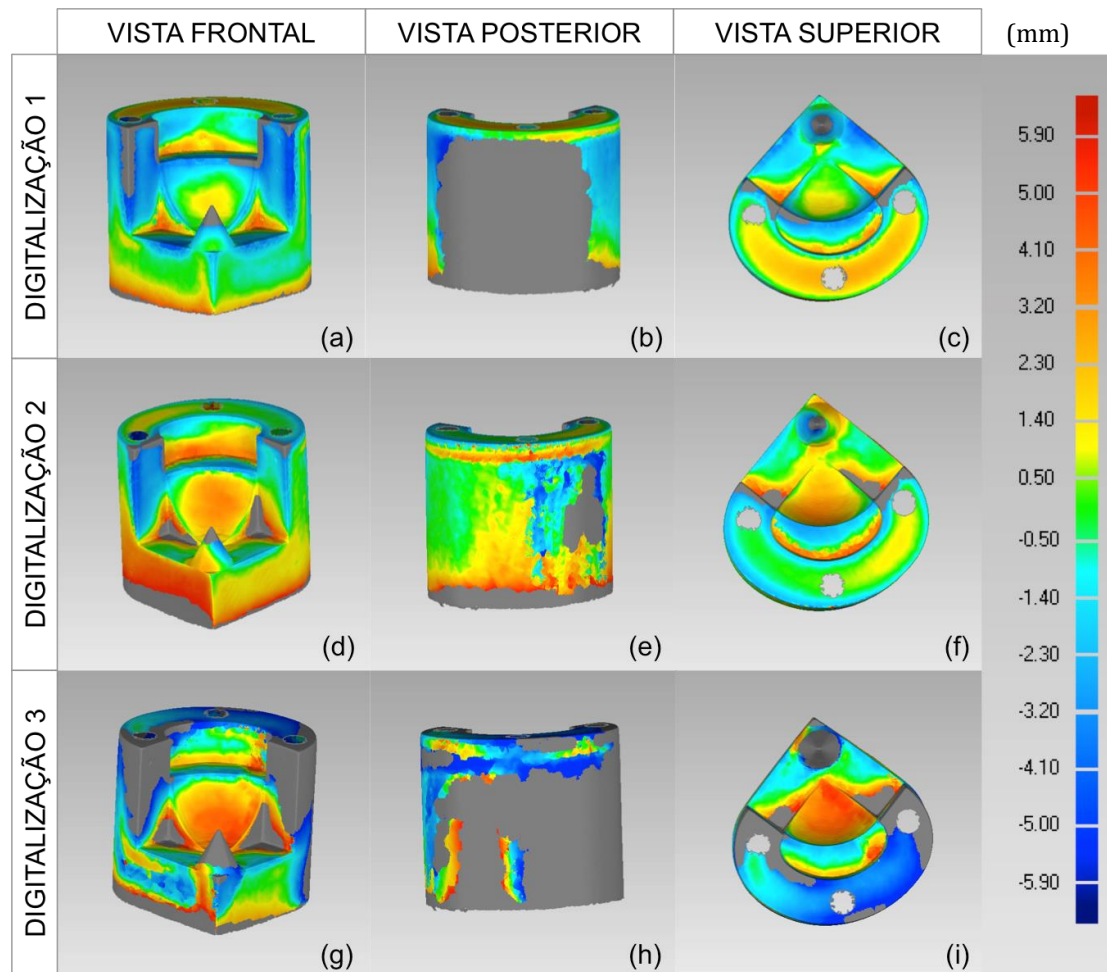 VISTA FRONTAL
VISTA POSTERIOR
VISTA SUPERIOR
(mm)
DIGITALIZAÇÃO 1
(a)
(b)
(c)
DIGITALIZAÇÃO 2
(d)
(e)
(f)
DIGITALIZAÇÃO 3
(g)
(h)
(i)
5.90
5.00
4.10
3.20
2.30
1.40
0.50
-0.50
-1.40
-2.30
-3.20
-4.10
-5.00
-5.90